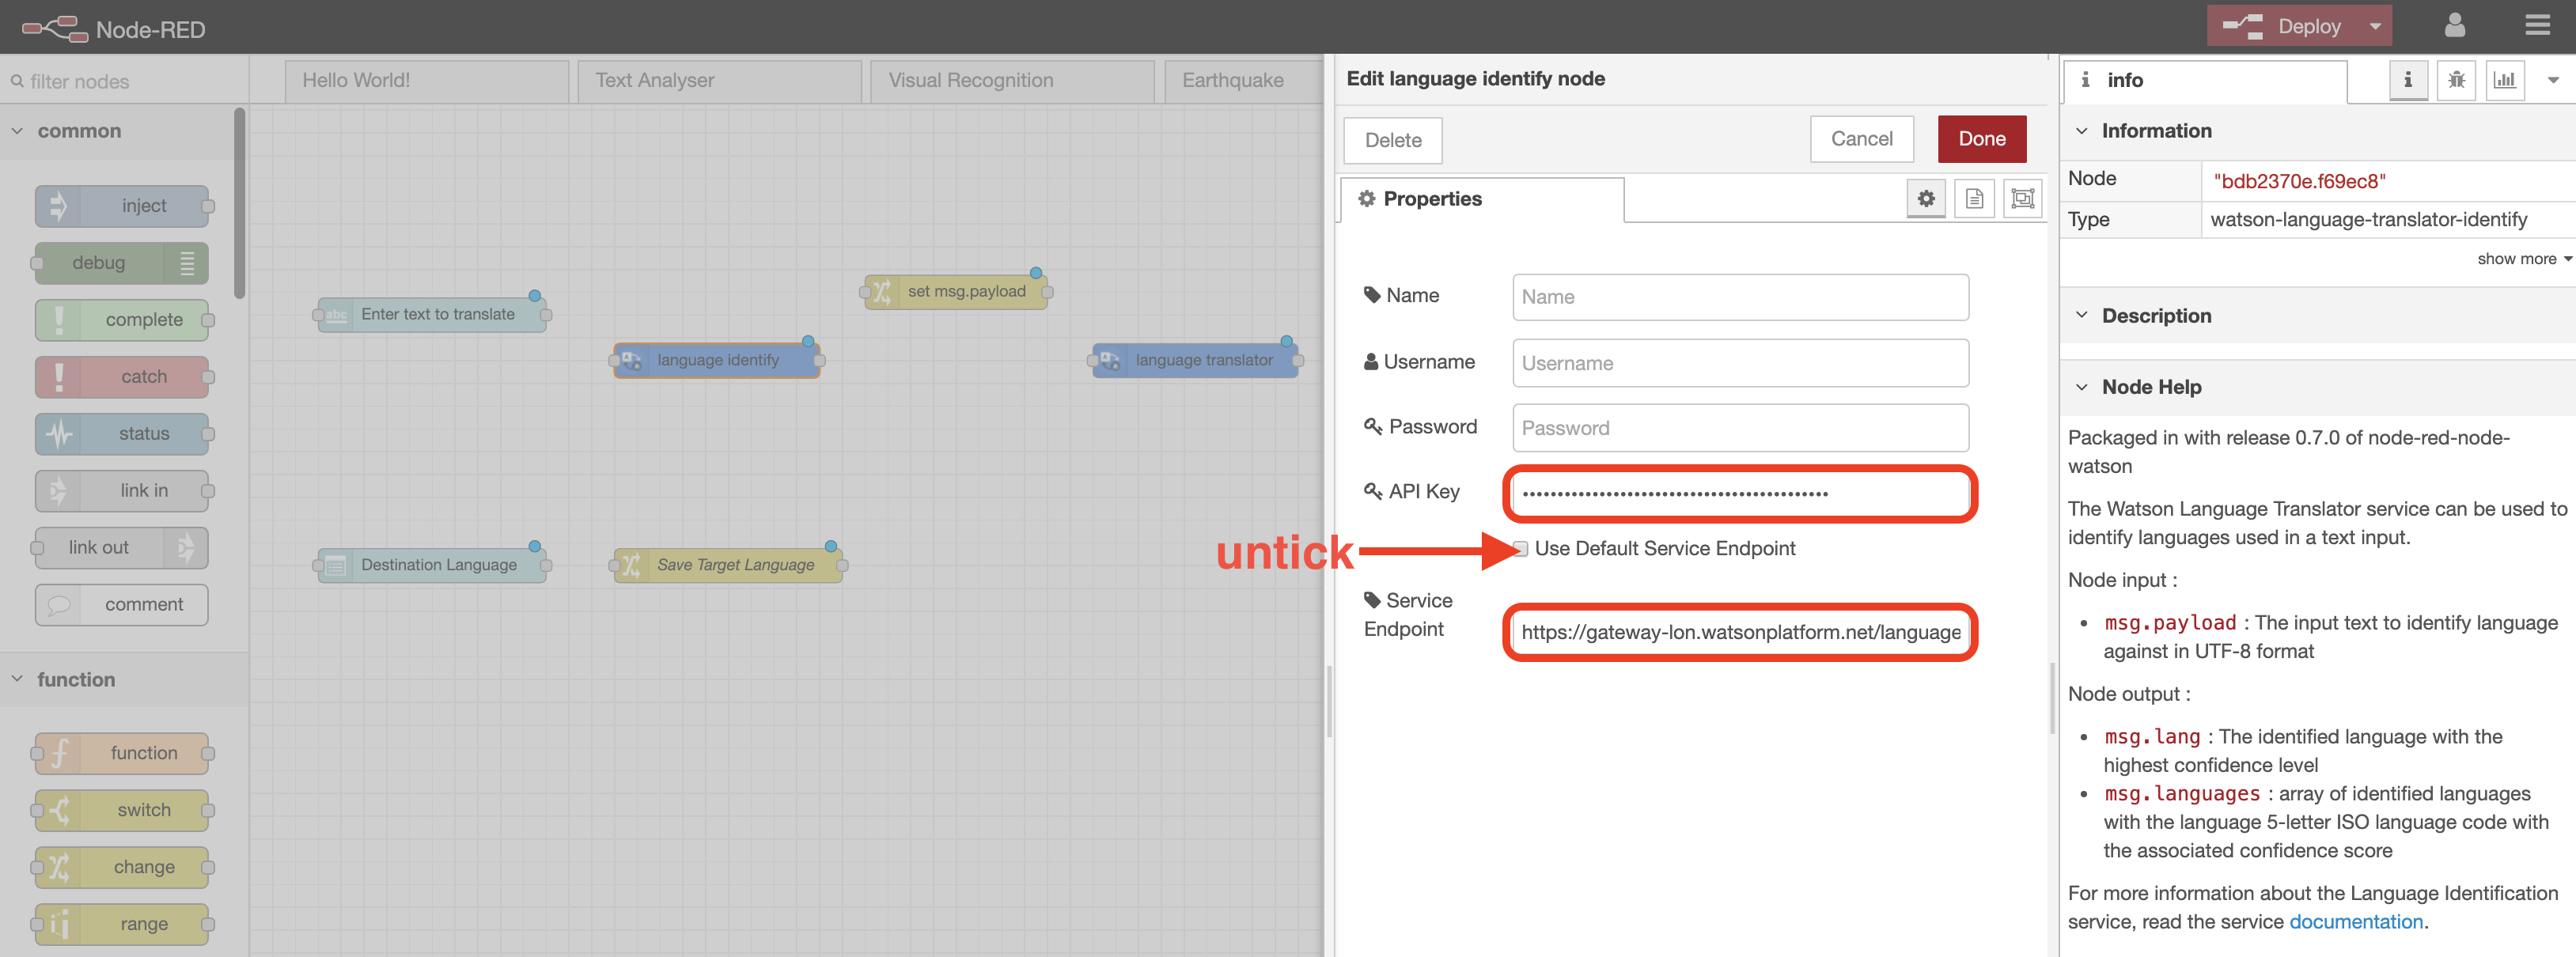 Node-RED
Deploy
filter nodes
Hello World!
Text Analyser
Visual Recognition
Earthquake
common
inject
debug
complete
catch
status
link in
link out
comment
function
function
switch
change
range
abc
Enter text to translate
set msg.payload
language identify
language translator
Destination Language
Save Target Language
untick
Edit language identify node
Delete
Cancel
Done
Properties
Name
Name
Username
Username
Password
Password
API Key
••••••••••••••••••••••••••••••••••••••••••••
Use Default Service Endpoint
Service
Endpoint
https://gateway-lon.watsonplatform.net/language
info
Information
Node
"bdb2370e.f69ec8"
Type
watson-language-translator-identify
show more
Description
Node Help
Packaged in with release 0.7.0 of node-red-node-
watson
The Watson Language Translator service can be used to
identify languages used in a text input.
Node input :
• msg.payload : The input text to identify language
against in UTF-8 format
Node output :
• msg.lang : The identified language with the
highest confidence level
• msg.languages : array of identified languages
with the language 5-letter ISO language code with
the associated confidence score
For more information about the Language Identification
service, read the service documentation.